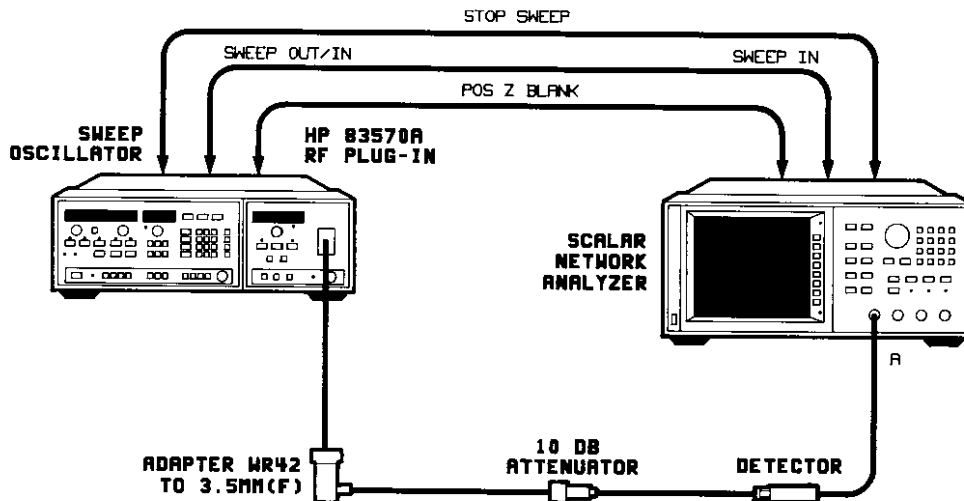 STOP SWEEP
SWEEP OUT/IN
SWEEP IN
POS Z BLANK
SWEEP
OSCILLATOR
HP 83570A
RF PLUG-IN
SCALAR
NETWORK
ANALYZER
A
ADAPTER WR42
TO 3.5MM(F)
10 DB
ATTENUATOR
DETECTOR